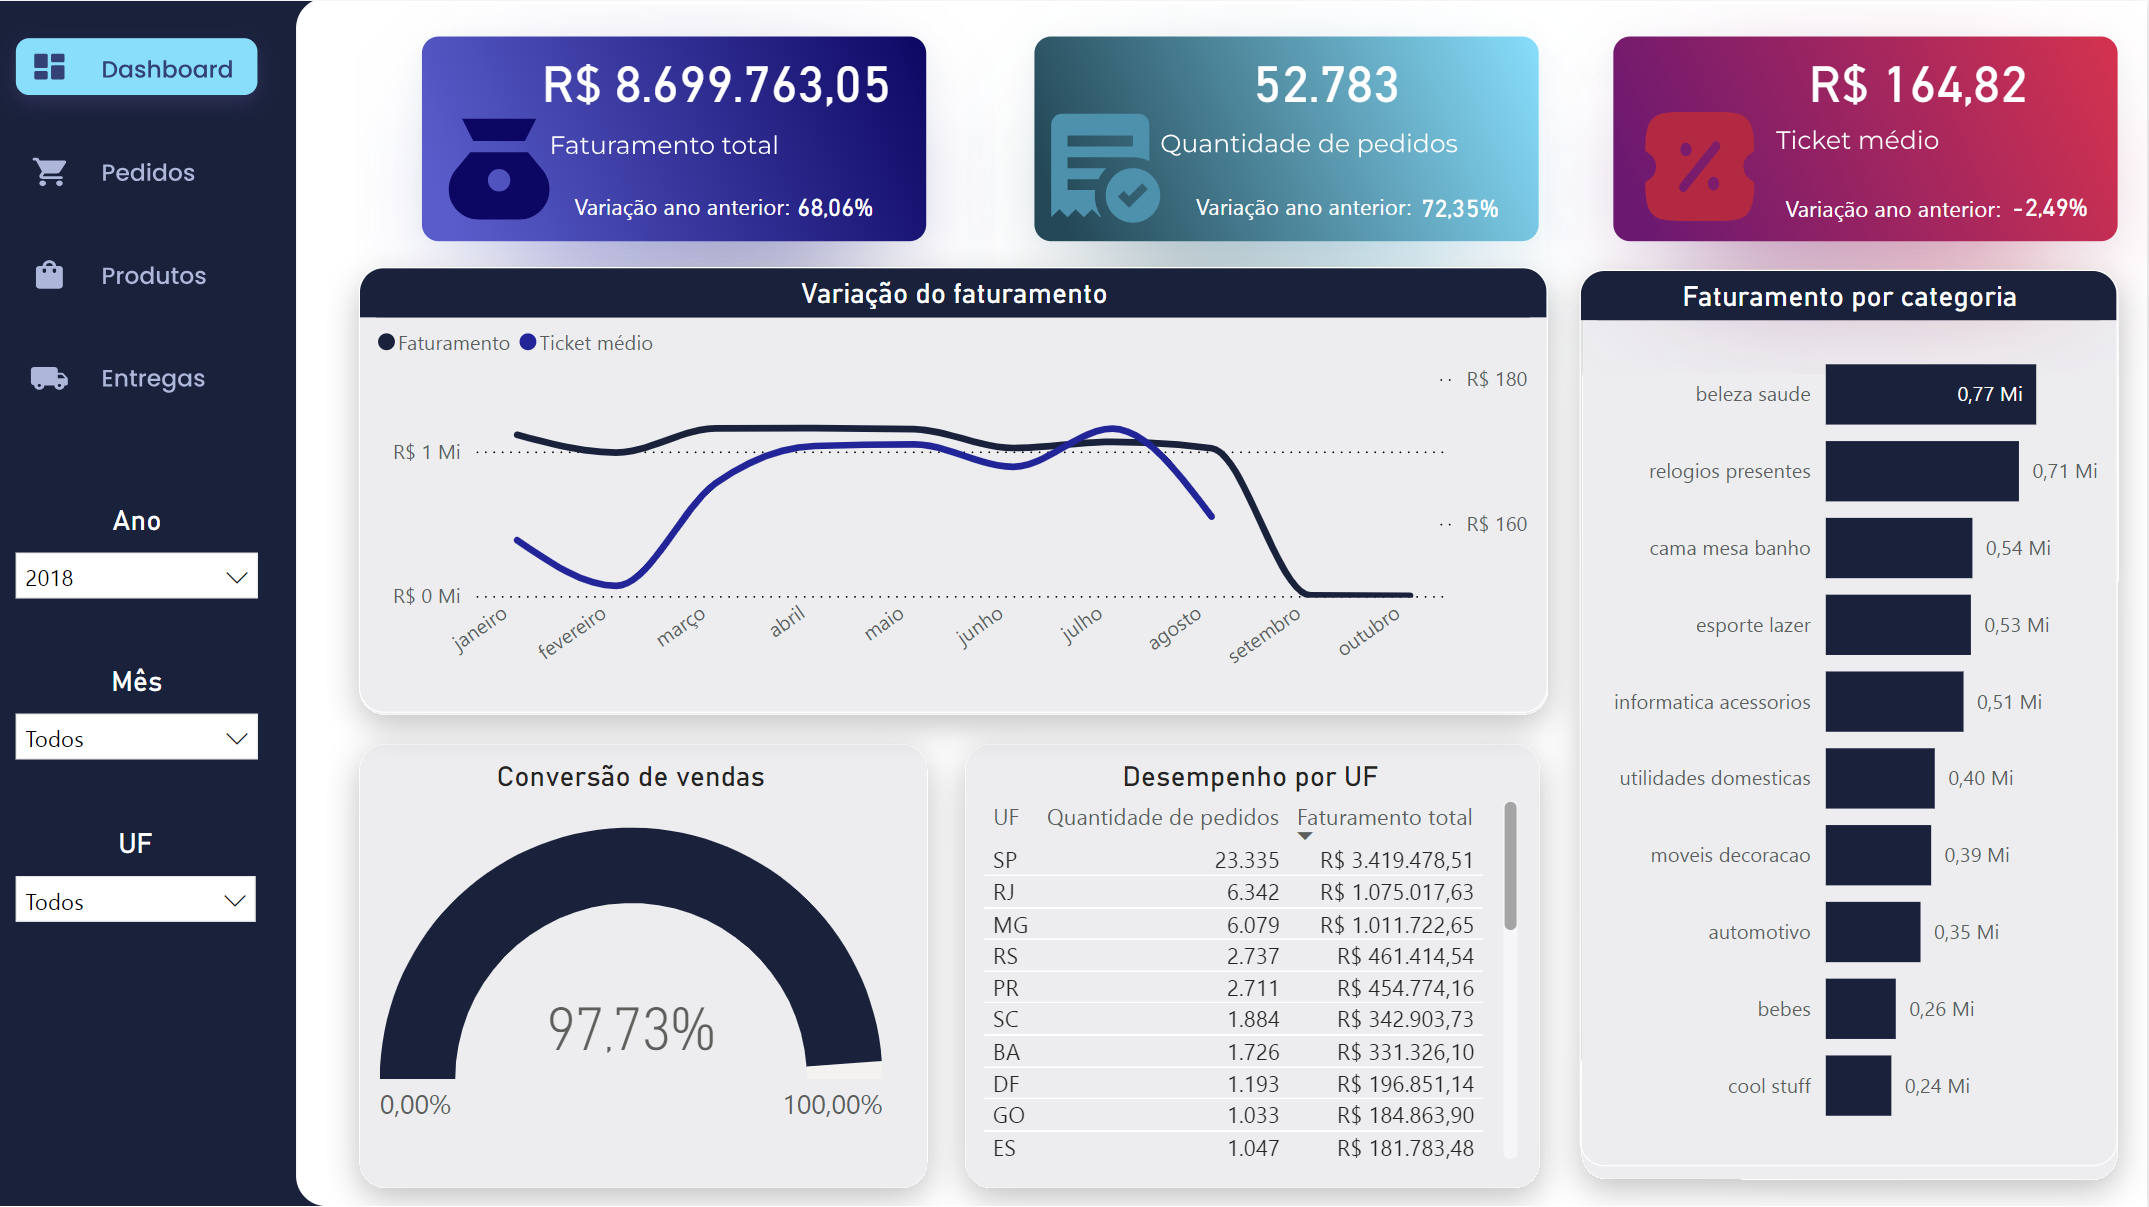 Dashboard
Pedidos
Produtos
Entregas
Ano
2018
Mês
Todos
UF
Todos
R$ 8.699.763,05
Faturamento total
Variação ano anterior: 68,06%
52.783
Quantidade de pedidos
Variação ano anterior: 72,35%
R$ 164,82
Ticket médio
Variação ano anterior: -2,49%
Variação do faturamento
Faturamento Ticket médio
R$ 180
R$ 1 Mi
R$ 160
R$ 0 Mi
janeiro fevereiro março abril maio junho julho agosto setembro outubro
Faturamento por categoria
beleza saude 0,77 Mi
relogios presentes 0,71 Mi
cama mesa banho 0,54 Mi
esporte lazer 0,53 Mi
informatica acessorios 0,51 Mi
utilidades domesticas 0,40 Mi
moveis decoracao 0,39 Mi
automotivo 0,35 Mi
bebes 0,26 Mi
cool stuff 0,24 Mi
Conversão de vendas
97,73%
0,00% 100,00%
Desempenho por UF
UF Quantidade de pedidos Faturamento total
SP 23.335 R$ 3.419.478,51
RJ 6.342 R$ 1.075.017,63
MG 6.079 R$ 1.011.722,65
RS 2.737 R$ 461.414,54
PR 2.711 R$ 454.774,16
SC 1.884 R$ 342.903,73
BA 1.726 R$ 331.326,10
DF 1.193 R$ 196.851,14
GO 1.033 R$ 184.863,90
ES 1.047 R$ 181.783,48